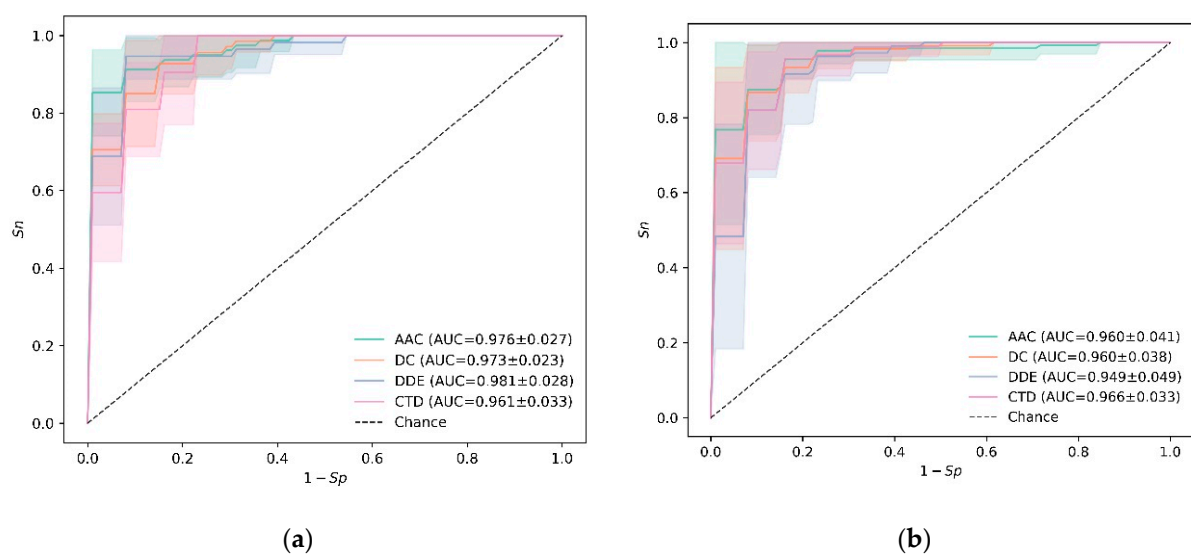 1.0
0.8
0.6
0.4
0.2
0.0
Sn
0.0 0.2 0.4 0.6 0.8 1.0
1 − Sp
AAC (AUC=0.976±0.027)
DC (AUC=0.973±0.023)
DDE (AUC=0.981±0.028)
CTD (AUC=0.961±0.033)
Chance
(a)
1.0
0.8
0.6
0.4
0.2
0.0
Sn
0.0 0.2 0.4 0.6 0.8 1.0
1 − Sp
AAC (AUC=0.960±0.041)
DC (AUC=0.960±0.038)
DDE (AUC=0.949±0.049)
CTD (AUC=0.966±0.033)
Chance
(b)